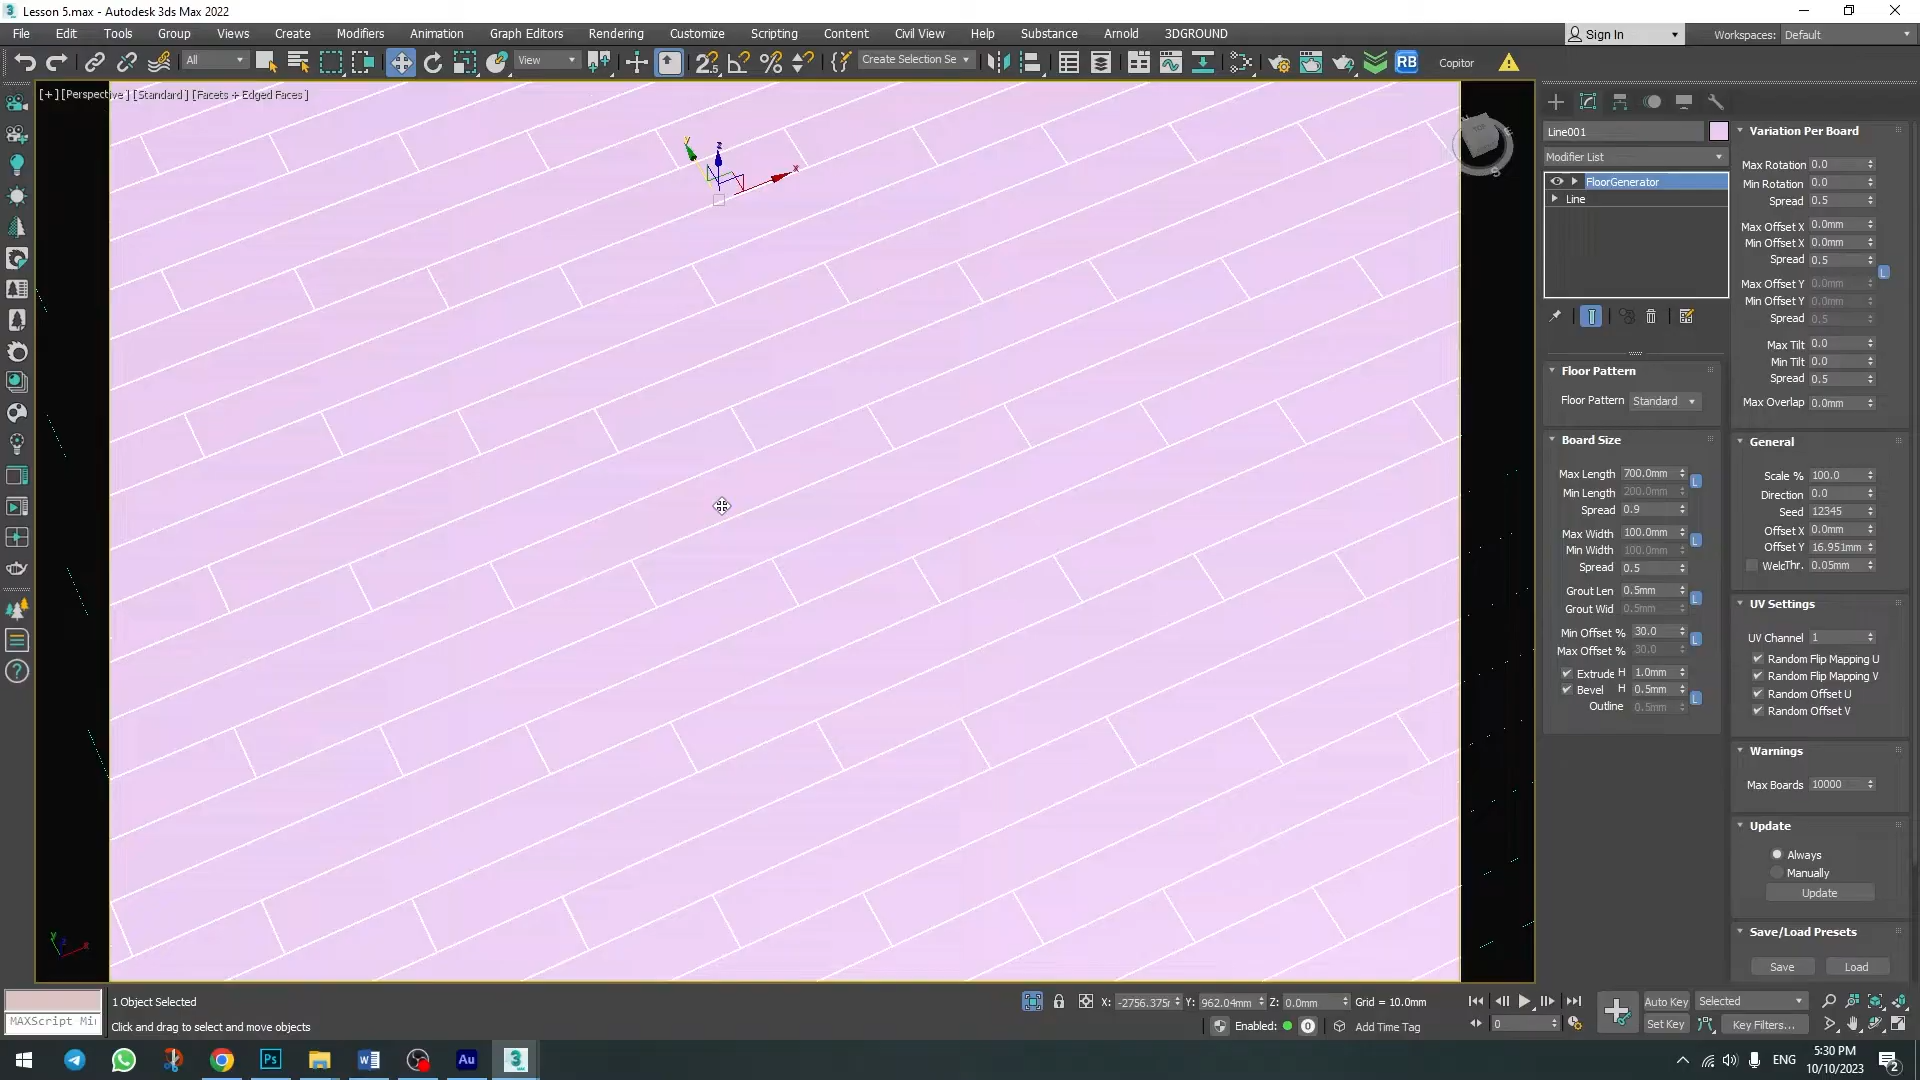 Lesson 5.max - Autodesk 3ds Max 2022
File Edit Tools Group Views Create Modifiers Animation Graph Editors Rendering Customize Scripting Content Civil View Help Substance Arnold 3DGROUND
Sign In Workspaces: Default
All View Create Selection Se RB Copitor
[+] [Perspective ] [Standard ] [Facets + Edged Faces ]
Line001
Modifier List
FloorGenerator
Line
Floor Pattern
Floor Pattern Standard
Board Size
Max Length 700.0mm
Min Length 200.0mm
Spread 0.9
Max Width 100.0mm
Min Width 100.0mm
Spread 0.5
Grout Len 0.5mm
Grout Wid 0.5mm
Min Offset % 30.0
Max Offset % 30.0
Extrude H 1.0mm
Bevel H 0.5mm
Outline 0.5mm
Variation Per Board
Max Rotation 0.0
Min Rotation 0.0
Spread 0.5
Max Offset X 0.0mm
Min Offset X 0.0mm
Spread 0.5
Max Offset Y 0.0mm
Min Offset Y 0.0mm
Spread 0.5
Max Tilt 0.0
Min Tilt 0.0
Spread 0.5
Max Overlap 0.0mm
General
Scale % 100.0
Direction 0.0
Seed 12345
Offset X 0.0mm
Offset Y 16.951mm
WelcThr. 0.05mm
UV Settings
UV Channel 1
Random Flip Mapping U
Random Flip Mapping V
Random Offset U
Random Offset V
Warnings
Max Boards 10000
Update
Always
Manually
Update
Save/Load Presets
Save Load
1 Object Selected
X: -2756.375r Y: 962.04mm Z: 0.0mm Grid = 10.0mm
Auto Key Selected
MAXScript Mi
Click and drag to select and move objects
Enabled: 0 Add Time Tag
0
Set Key Key Filters...
Ps Au 3
ENG
5:30 PM
10/10/2023
2